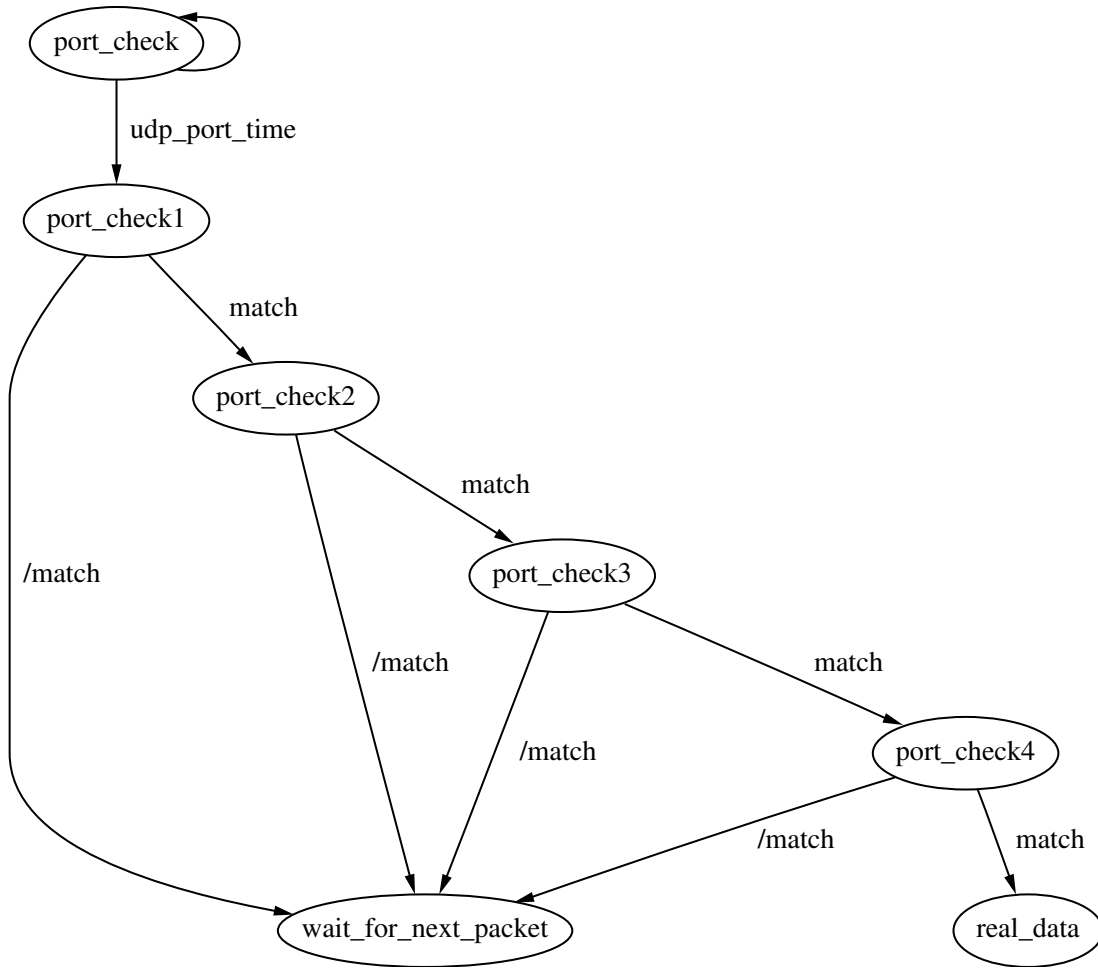 port_check
udp_port_time
port_check1
match
port_check2
match
/match
port_check3
/match
match
/match
port_check4
/match
match
wait_for_next_packet
real_data